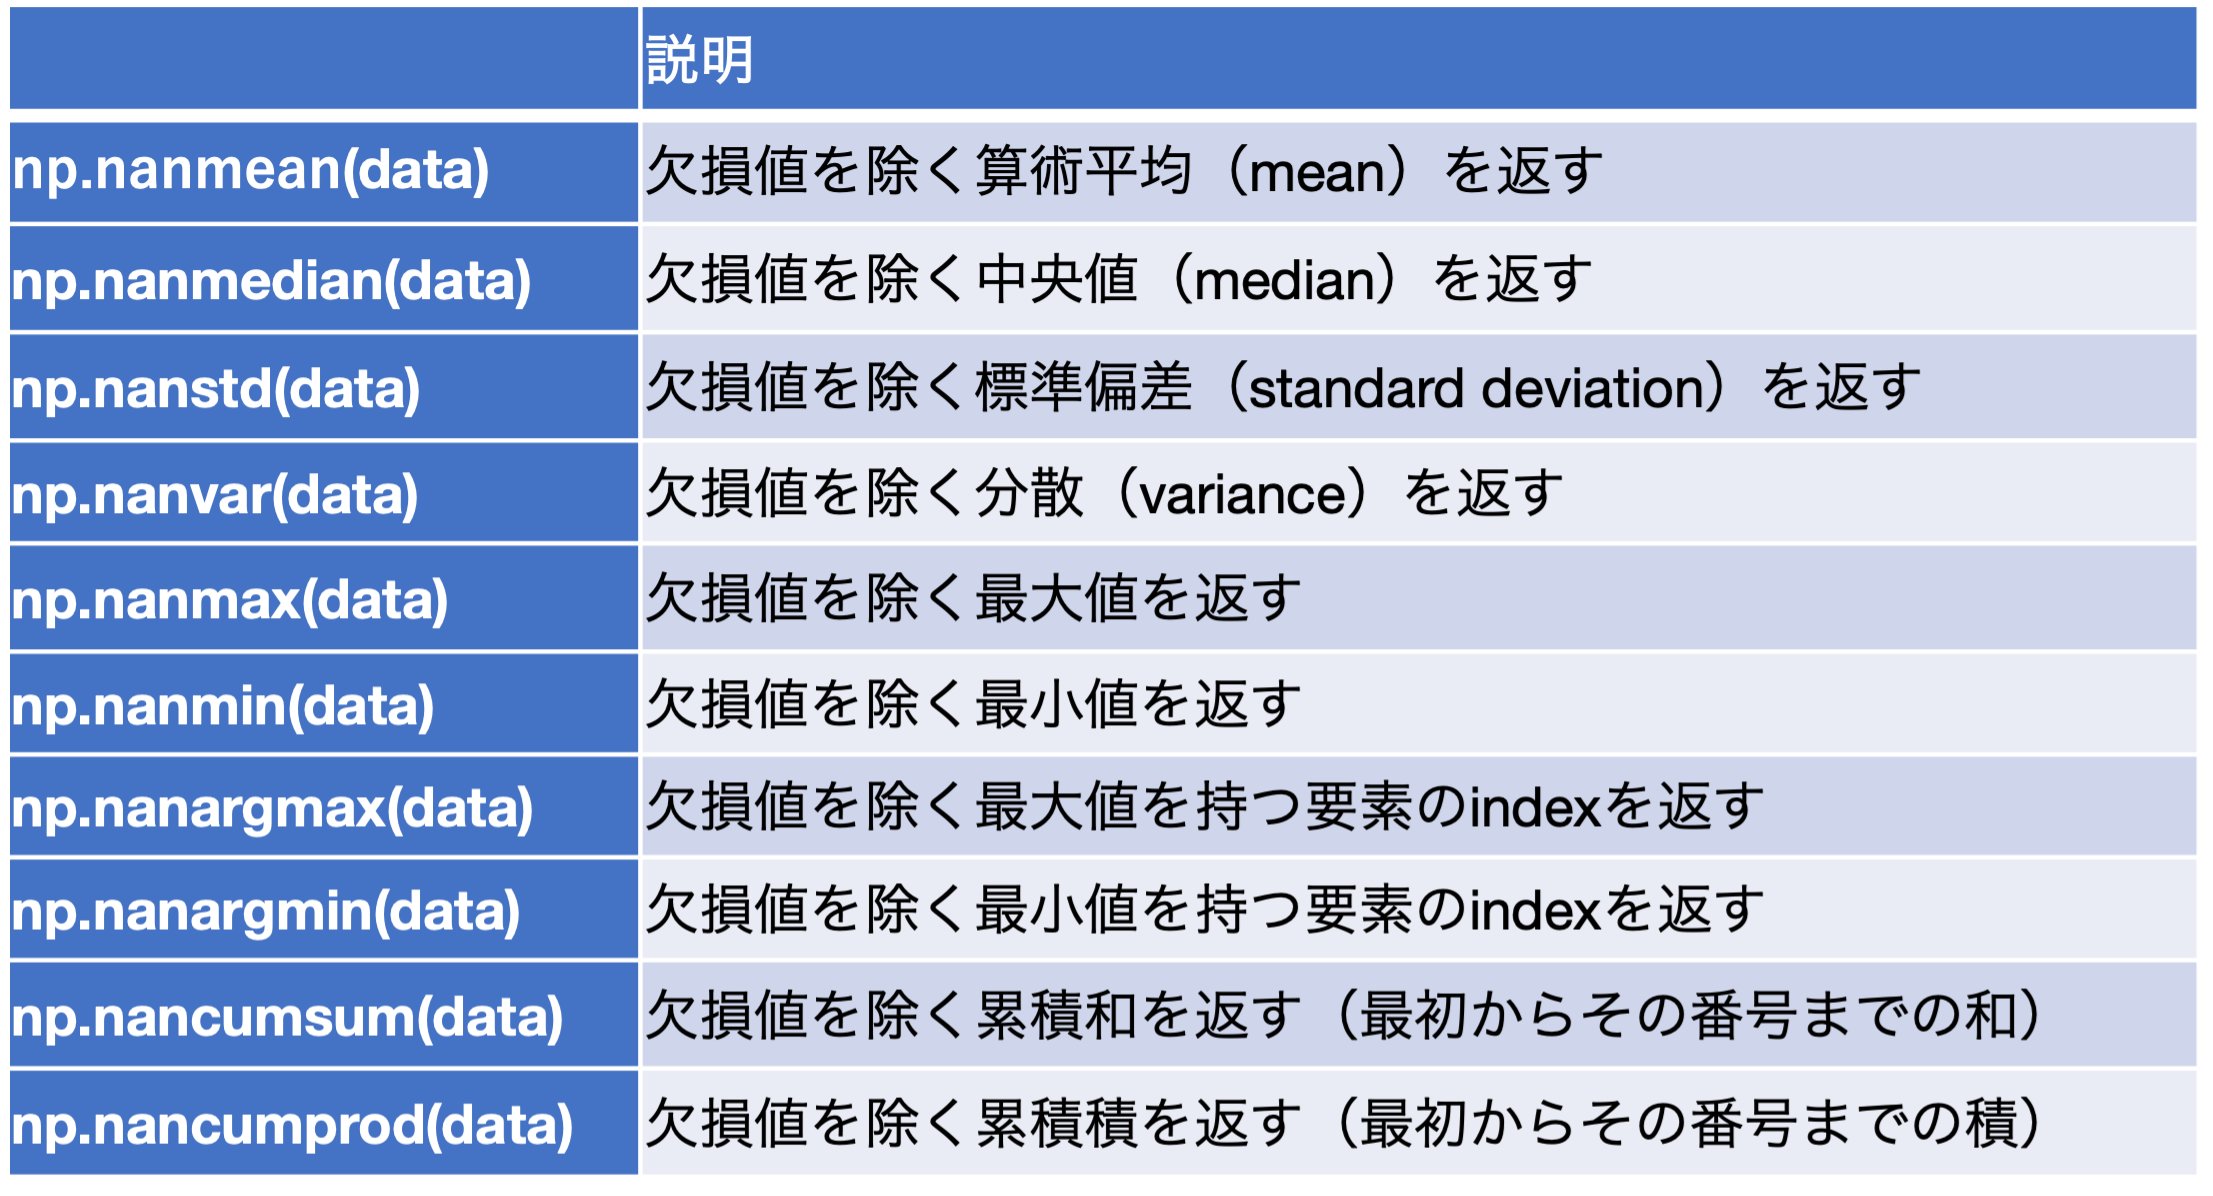 説明
np.nanmean(data) 欠損値を除く算術平均（mean）を返す
np.nanmedian(data) 欠損値を除く中央値（median）を返す
np.nanstd(data) 欠損値を除く標準偏差（standard deviation）を返す
np.nanvar(data) 欠損値を除く分散（variance）を返す
np.nanmax(data) 欠損値を除く最大値を返す
np.nanmin(data) 欠損値を除く最小値を返す
np.nanargmax(data) 欠損値を除く最大値を持つ要素のindexを返す
np.nanargmin(data) 欠損値を除く最小値を持つ要素のindexを返す
np.nancumsum(data) 欠損値を除く累積和を返す（最初からその番号までの和）
np.nancumprod(data) 欠損値を除く累積積を返す（最初からその番号までの積）